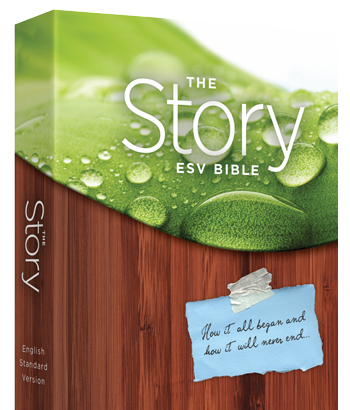 THE
Story
ESV BIBLE
THE
Story
English
Standard
Version
How it all began and
how it will never end...